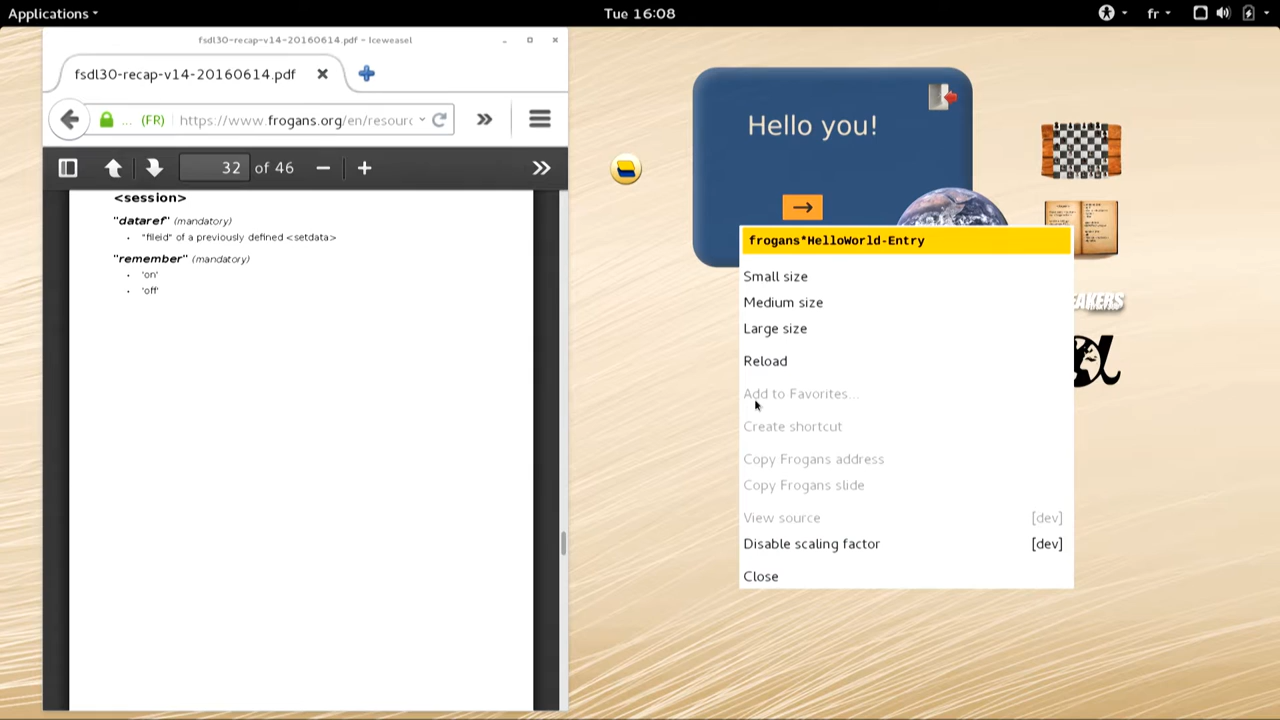 Applications
Tue 16:08
fr
fsdl30-recap-v14-20160614.pdf - Iceweasel
fsdl30-recap-v14-20160614.pdf
... (FR) https://www.frogans.org/en/resourc
32 of 46
<session>
"dataref" (mandatory)
• "fileid" of a previously defined <setdata>
"remember" (mandatory)
• 'on'
• 'off'
Hello you!
frogans*HelloWorld-Entry
Small size
Medium size
Large size
Reload
Add to Favorites...
Create shortcut
Copy Frogans address
Copy Frogans slide
View source [dev]
Disable scaling factor [dev]
Close